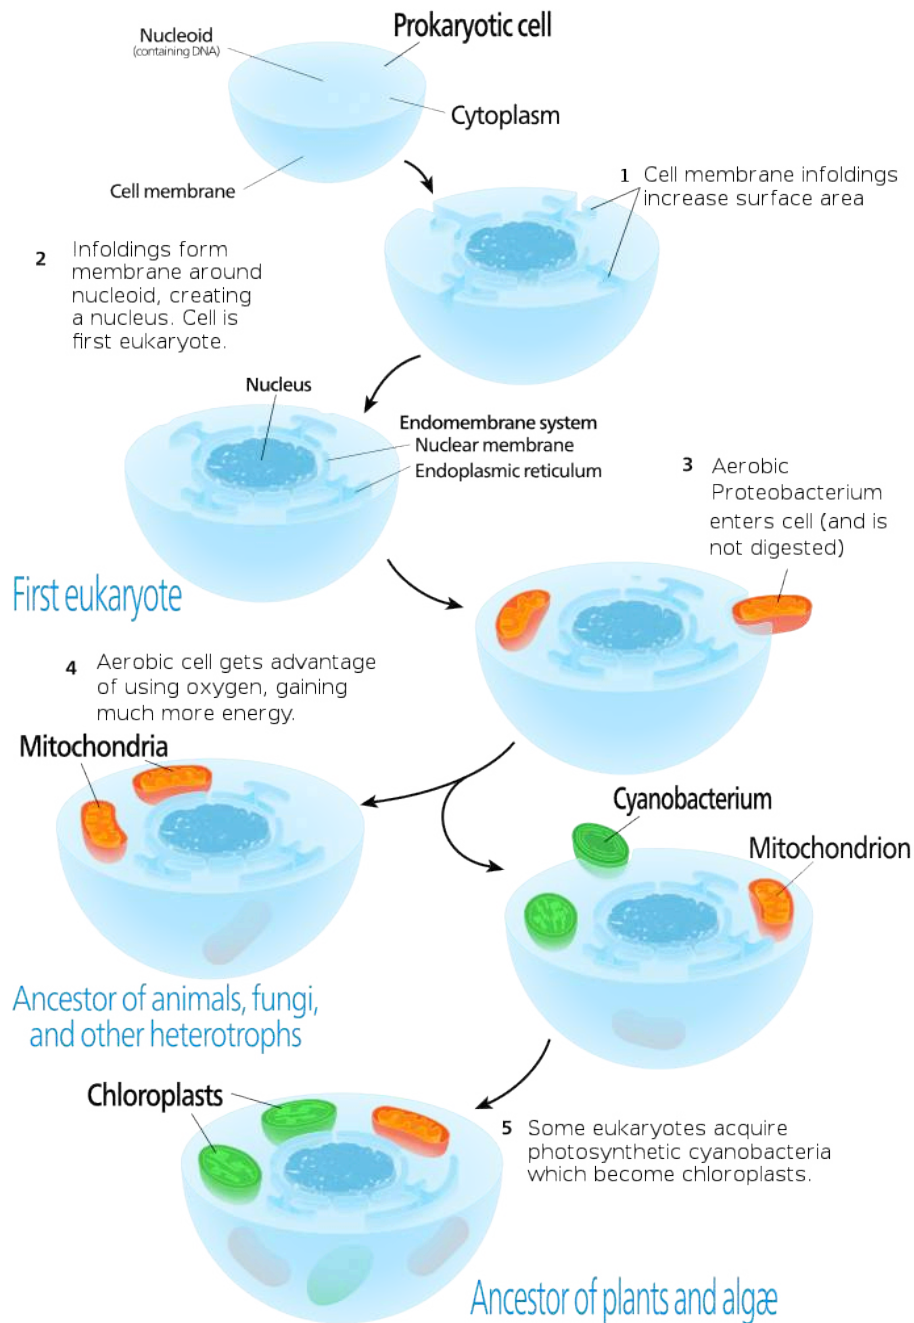 Prokaryotic cell
Nucleoid
(containing DNA)
Cytoplasm
Cell membrane
1 Cell membrane infoldings
increase surface area
2 Infoldings form
membrane around
nucleoid, creating
a nucleus. Cell is
first eukaryote.
Nucleus
Endomembrane system
Nuclear membrane
Endoplasmic reticulum
3 Aerobic
Proteobacterium
enters cell (and is
not digested)
First eukaryote
4 Aerobic cell gets advantage
of using oxygen, gaining
much more energy.
Mitochondria
Cyanobacterium
Mitochondrion
Ancestor of animals, fungi,
and other heterotrophs
Chloroplasts
5 Some eukaryotes acquire
photosynthetic cyanobacteria
which become chloroplasts.
Ancestor of plants and algæ